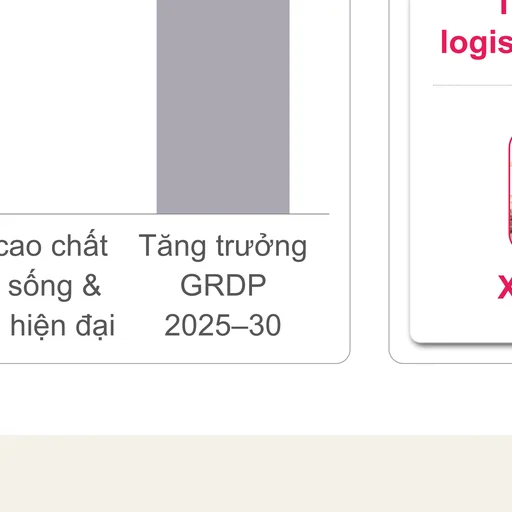 logis
cao chất
sống &
hiện đại
Tăng trưởng
GRDP
2025–30
X